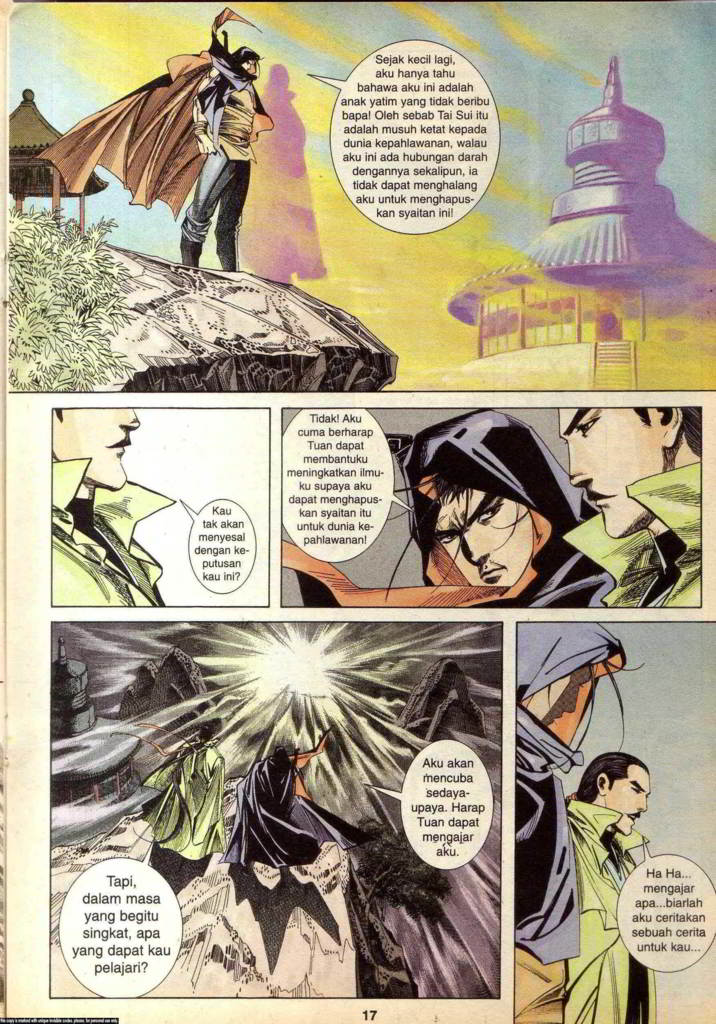 Sejak kecil lagi,
aku hanya tahu
bahawa aku ini adalah
anak yatim yang tidak beribu
bapa! Oleh sebab Tai Sui itu
adalah musuh ketat kepada
dunia kepahlawanan, walau
aku ini ada hubungan darah
dengannya sekalipun, ia
tidak dapat menghalang
aku untuk menghapus-
kan syaitan ini!
Kau
tak akan
menyesal
dengan ke-
putusan
kau ini?
Tidak! Aku
cuma berharap
Tuan dapat
membantuku
meningkatkan ilmu-
ku supaya aku
dapat menghapus-
kan syaitan itu
untuk dunia ke-
pahlawanan!
Tapi,
dalam masa
yang begitu
singkat, apa
yang dapat kau
pelajari?
Aku akan
mencuba
sedaya-
upaya. Harap
Tuan dapat
mengajar
aku.
Ha Ha...
mengajar
apa...biarlah
aku ceritakan
sebuah cerita
untuk kau...
17